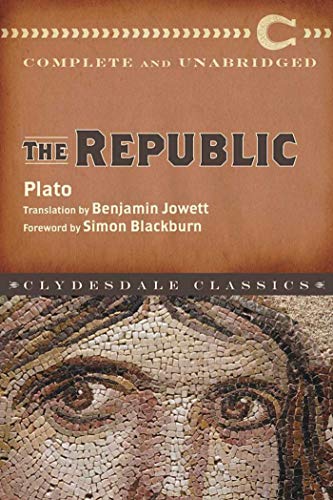 C
COMPLETE AND UNABRIDGED
THE REPUBLIC
Plato
Translation by Benjamin Jowett
Foreword by Simon Blackburn
CLYDESDALE CLASSICS